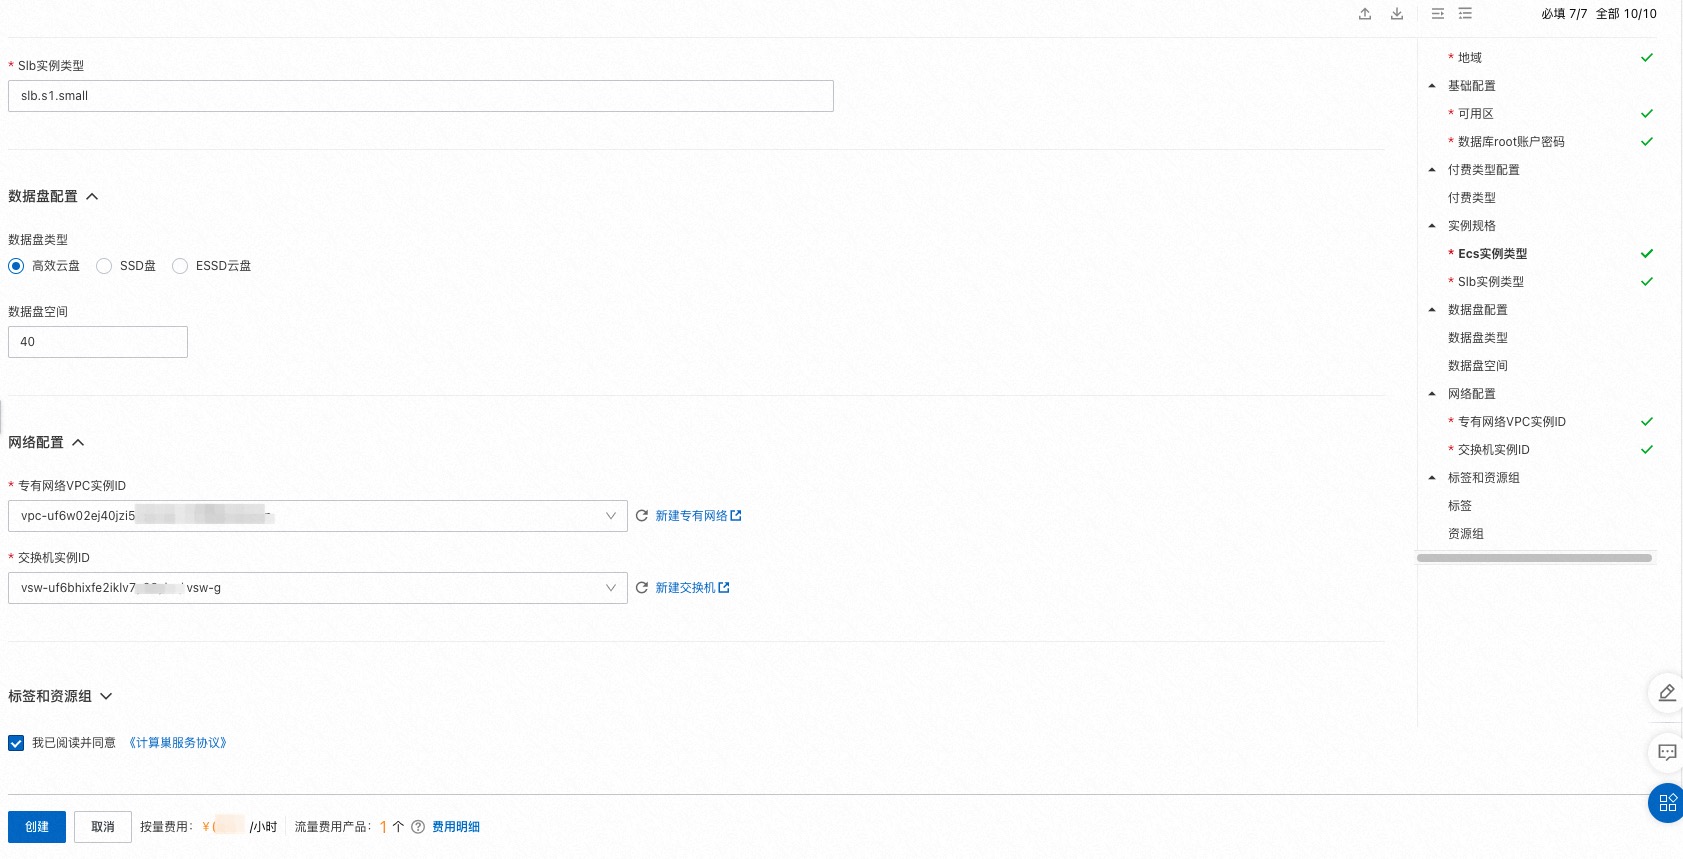 必填 7/7 全部 10/10
* Slb实例类型
slb.s1.small
数据盘配置
数据盘类型
高效云盘 SSD盘 ESSD云盘
数据盘空间
40
网络配置
* 专有网络VPC实例ID
vpc-uf6w02ej40jzi5
新建专有网络
* 交换机实例ID
vsw-uf6bhixfe2iklv7 vsw-g
新建交换机
标签和资源组
我已阅读并同意 《计算巢服务协议》
创建 取消 按量费用: ¥ /小时 流量费用产品: 1 个 费用明细
* 地域
基础配置
* 可用区
* 数据库root账户密码
付费类型配置
付费类型
实例规格
* Ecs实例类型
* Slb实例类型
数据盘配置
数据盘类型
数据盘空间
网络配置
* 专有网络VPC实例ID
* 交换机实例ID
标签和资源组
标签
资源组